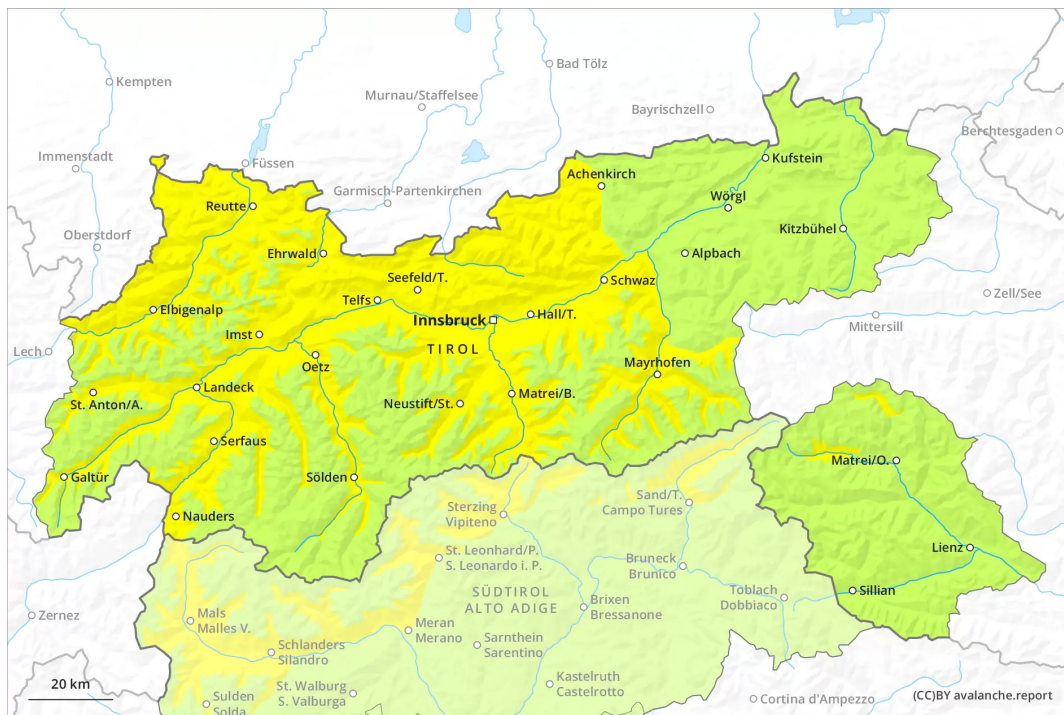 Kempten
Bad Tölz
Murnau/Staffelsee
Bayrischzell
Berchtesgaden
Immenstadt
Füssen
Kufstein
Achenkirch
Garmisch-Partenkirchen
Reutte
Wörgl
Oberstdorf
Kitzbühel
Ehrwald
Alpbach
Seefeld/T.
Schwaz
Zell/See
Telfs
Elbigenalp
Innsbruck
Hall/T.
Mittersill
Imst
Lech
TIROL
Oetz
Mayrhofen
Landeck
St. Anton/A.
Neustift/St.
Matrei/B.
Serfaus
Matrei/O.
Galtür
Sölden
Sterzing
Vipiteno
Sand/T.
Campo Tures
Nauders
Lienz
St. Leonhard/P.
S. Leonardo i. P.
Bruneck
Brunico
SÜDTIROL
ALTO ADIGE
Toblach
Dobbiaco
Sillian
Zernez
Mals
Malles V.
Brixen
Bressanone
Meran
Merano
Schlanders
Silandro
Sarnthein
Sarentino
Kastelruth
Castelrotto
20 km
St. Walburg
S. Valburga
Sulden
Solda
Cortina d'Ampezzo
(CC)BY avalanche.report